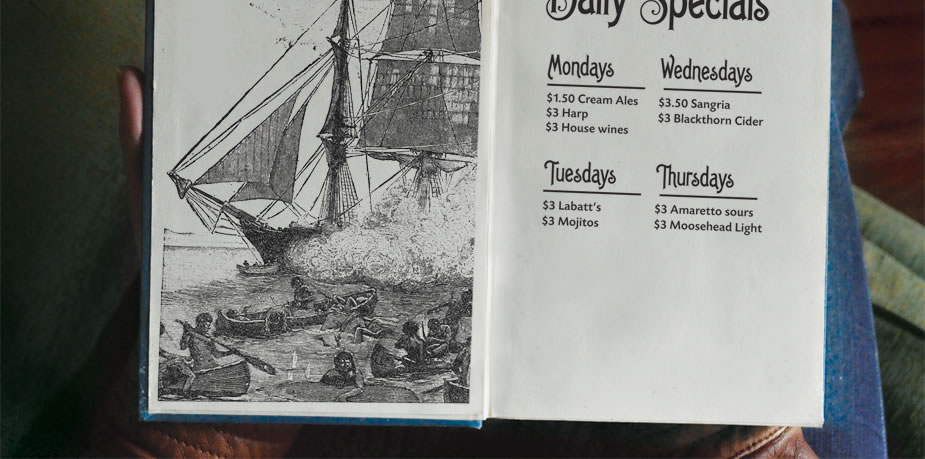 Daily Specials
Mondays
$1.50 Cream Ales
$3 Harp
$3 House wines
Wednesdays
$3.50 Sangria
$3 Blackthorn Cider
Tuesdays
$3 Labatt's
$3 Mojitos
Thursdays
$3 Amaretto sours
$3 Moosehead Light